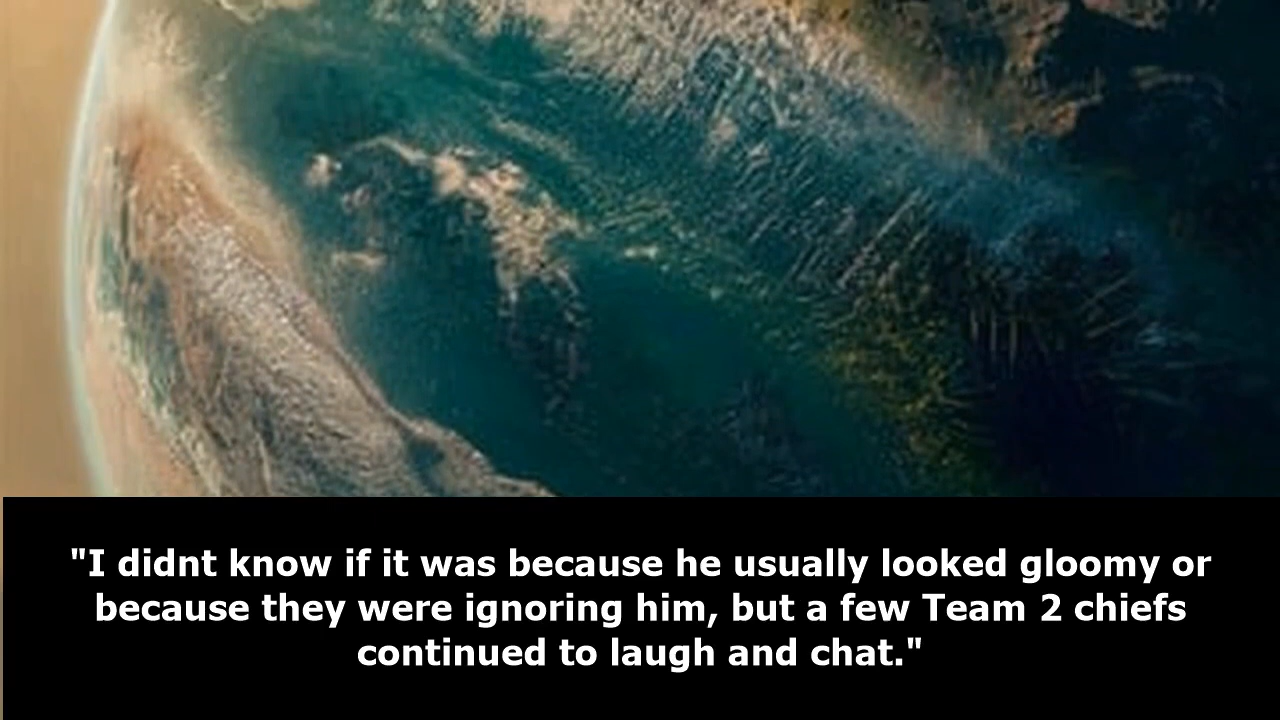 "I didnt know if it was because he usually looked gloomy or
because they were ignoring him, but a few Team 2 chiefs
continued to laugh and chat."